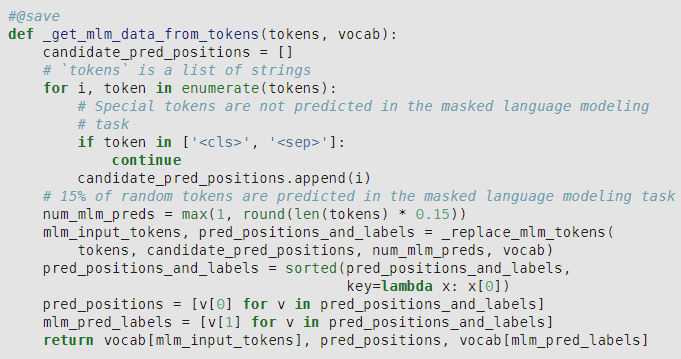 #@save
def _get_mlm_data_from_tokens(tokens, vocab):
    candidate_pred_positions = []
    # `tokens` is a list of strings
    for i, token in enumerate(tokens):
        # Special tokens are not predicted in the masked language modeling
        # task
        if token in ['<cls>', '<sep>']:
            continue
        candidate_pred_positions.append(i)
    # 15% of random tokens are predicted in the masked language modeling task
    num_mlm_preds = max(1, round(len(tokens) * 0.15))
    mlm_input_tokens, pred_positions_and_labels = _replace_mlm_tokens(
        tokens, candidate_pred_positions, num_mlm_preds, vocab)
    pred_positions_and_labels = sorted(pred_positions_and_labels,
                                       key=lambda x: x[0])
    pred_positions = [v[0] for v in pred_positions_and_labels]
    mlm_pred_labels = [v[1] for v in pred_positions_and_labels]
    return vocab[mlm_input_tokens], pred_positions, vocab[mlm_pred_labels]